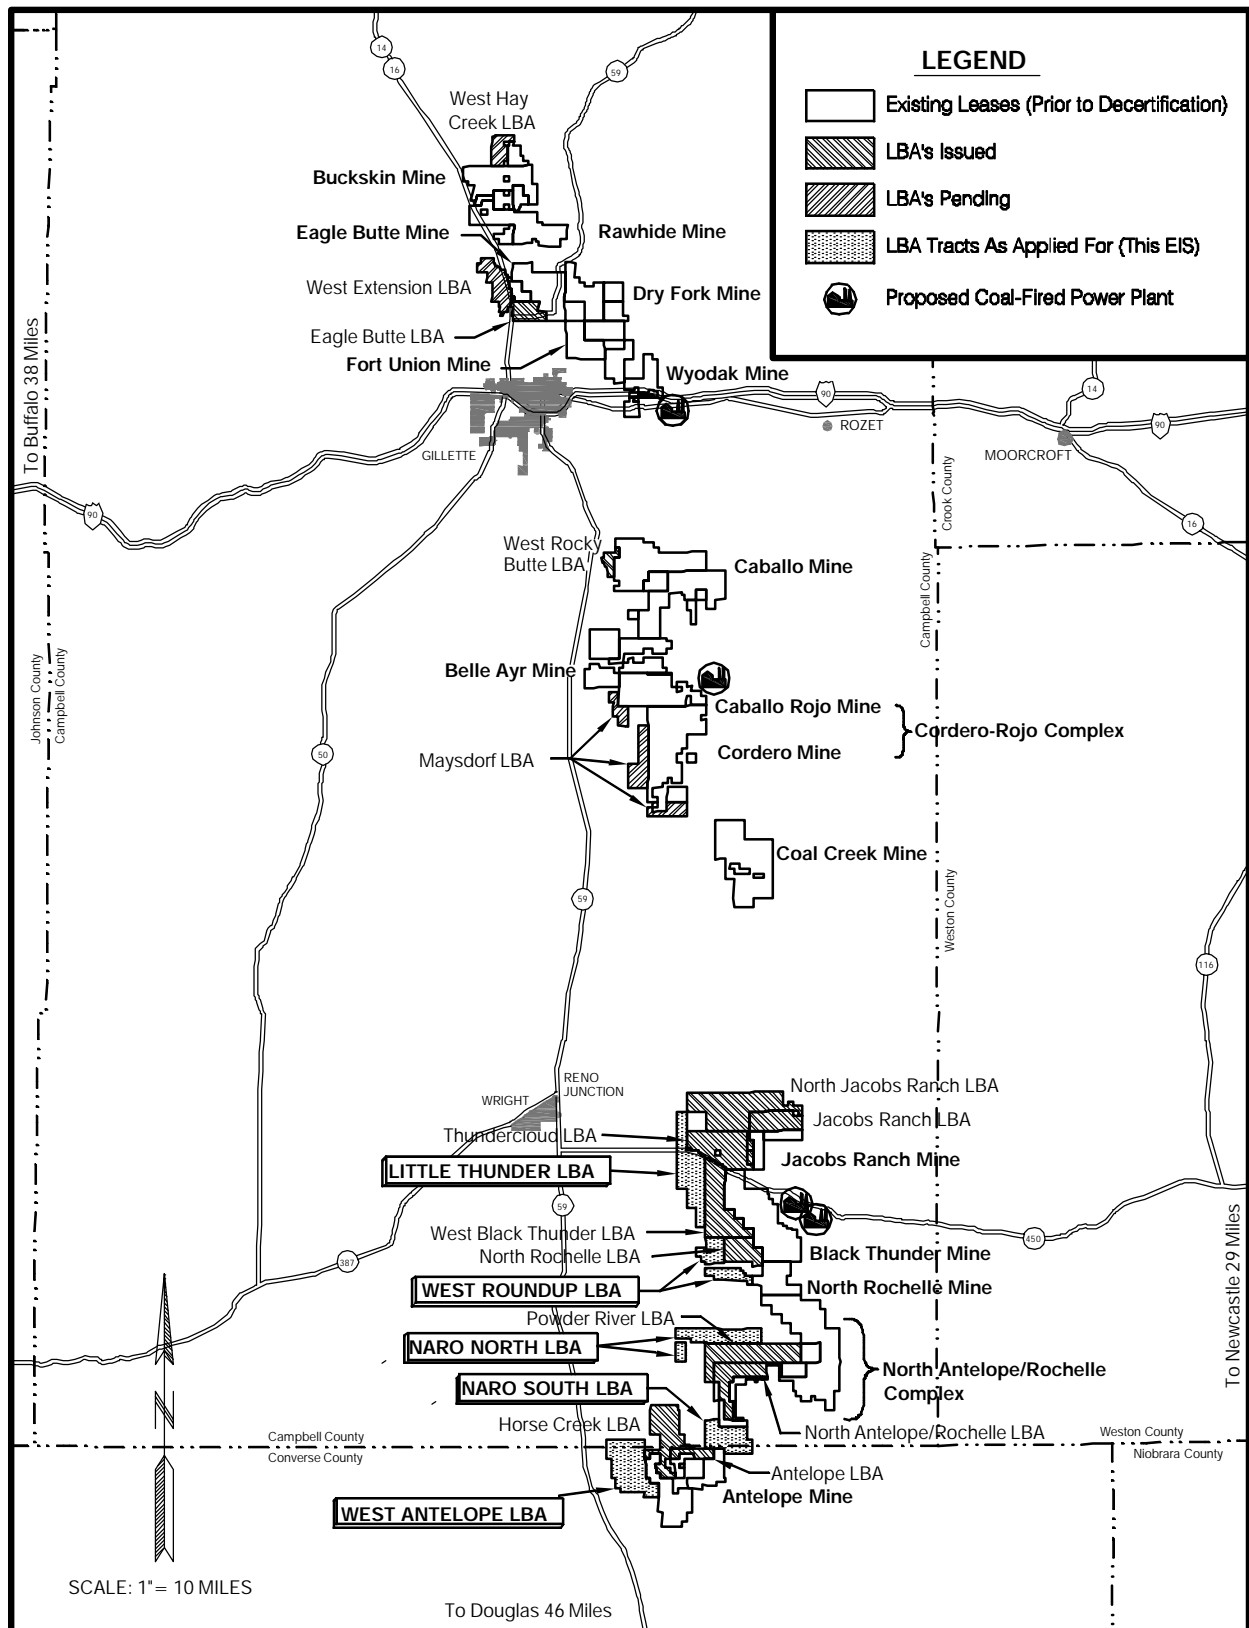 LEGEND
Existing Leases (Prior to Decertification)
LBA's Issued
LBA's Pending
LBA Tracts As Applied For (This EIS)
Proposed Coal-Fired Power Plant
14
16
59
West Hay
Creek LBA
Buckskin Mine
Eagle Butte Mine
Rawhide Mine
West Extension LBA
Dry Fork Mine
Eagle Butte LBA
Fort Union Mine
Wyodak Mine
To Buffalo 38 Miles
90
14
90
ROZET
GILLETTE
MOORCROFT
90
16
Crook County
West Rocky
Butte LBA
Caballo Mine
Campbell County
Johnson County
Campbell County
Belle Ayr Mine
Caballo Rojo Mine
Cordero-Rojo Complex
Cordero Mine
50
Maysdorf LBA
Coal Creek Mine
59
Weston County
116
RENO
JUNCTION
WRIGHT
North Jacobs Ranch LBA
Jacobs Ranch LBA
Thundercloud LBA
Jacobs Ranch Mine
LITTLE THUNDER LBA
59
West Black Thunder LBA
450
North Rochelle LBA
Black Thunder Mine
387
WEST ROUNDUP LBA
North Rochelle Mine
To Newcastle 29 Miles
Powder River LBA
NARO NORTH LBA
North Antelope/Rochelle
Complex
NARO SOUTH LBA
N
Horse Creek LBA
North Antelope/Rochelle LBA
Campbell County
Converse County
Weston County
Niobrara County
Antelope LBA
Antelope Mine
WEST ANTELOPE LBA
SCALE: 1"= 10 MILES
To Douglas 46 Miles